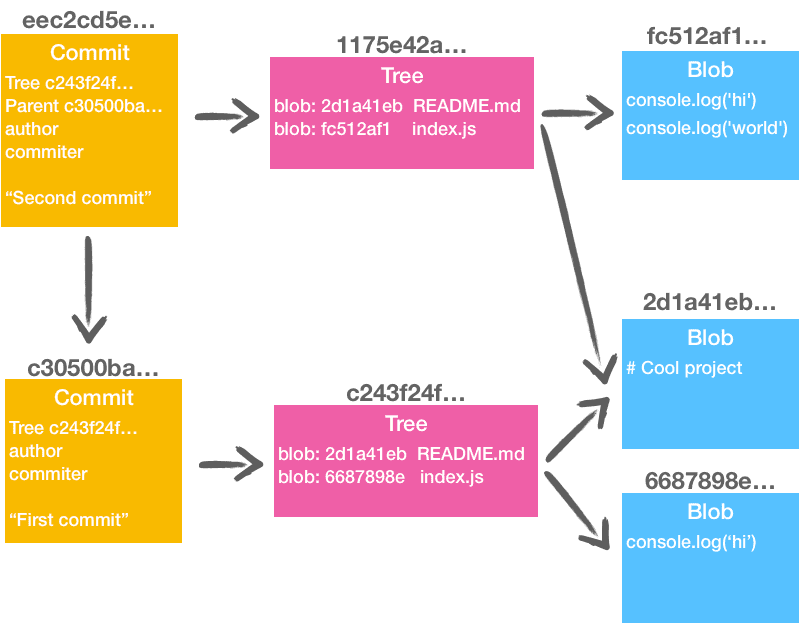 eec2cd5e...
Commit
Tree c243f24f...
Parent c30500ba...
author
commiter
“Second commit”
1175e42a...
Tree
blob: 2d1a41eb README.md
blob: fc512af1 index.js
fc512af1...
Blob
console.log('hi')
console.log('world')
2d1a41eb...
Blob
# Cool project
c30500ba...
Commit
Tree c243f24f...
author
commiter
“First commit”
c243f24f...
Tree
blob: 2d1a41eb README.md
blob: 6687898e index.js
6687898e...
Blob
console.log(‘hi’)